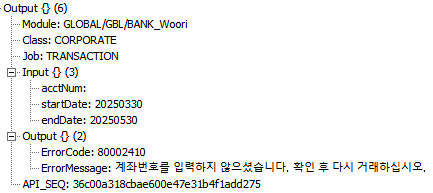 Output {} (6)
Module: GLOBAL/GBL/BANK_Woori
Class: CORPORATE
Job: TRANSACTION
Input {} (3)
acctNum:
startDate: 20250330
endDate: 20250530
Output {} (2)
ErrorCode: 80002410
ErrorMessage: 계좌번호를 입력하지 않으셨습니다. 확인 후 다시 거래하십시오.
API_SEQ: 36c00a318cbae600e47e31b4f1add275